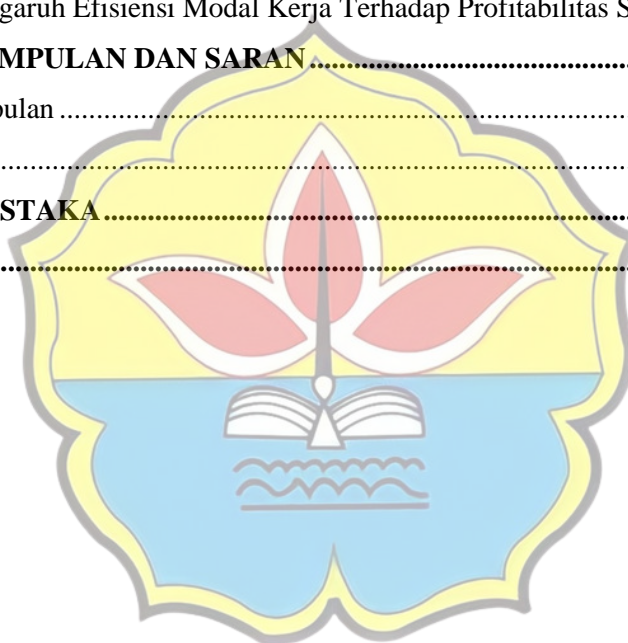 garuh Efisiensi Modal Kerja Terhadap Profitabilitas S
MPULAN DAN SARAN ............................................
pulan ................................................................................
................................................................................
STAKA ............................................................................
................................................................................